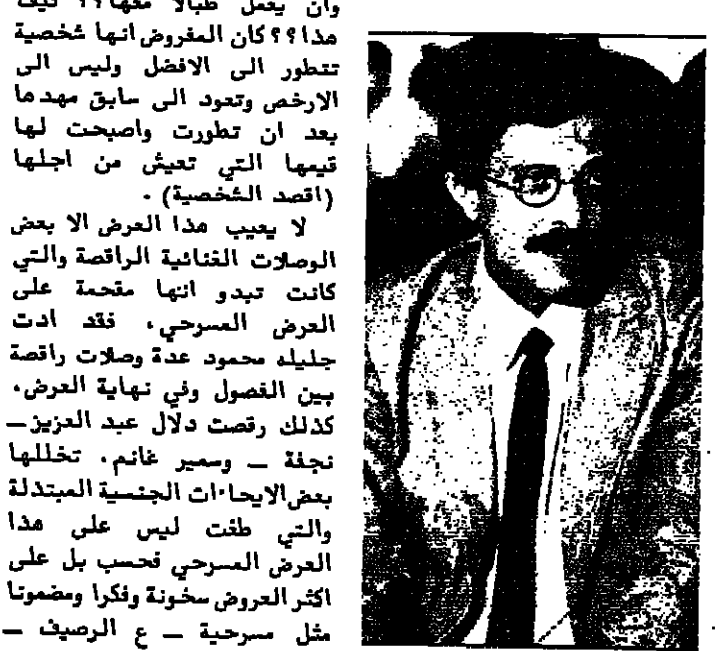 وان يعمل طبالا معها؟؟ كيف
هذا؟؟ كان المفروض انها شخصية
تتطور الى الافضل وليس الى
الارخص وتعود الى سابق مهدها
بعد ان تطورت واصبحت لها
قيمها التي تعيش من اجلها
(اقصد الشخصية) .
لا يعيب هذا العرض الا بعض
الوصلات الغنائية الراقصة والتي
كانت تبدو انها مقحمة على
العرض المسرحي، فقد ادت
جليله محمود عدة وصلات راقصة
بين الفصول وفي نهاية العرض،
كذلك رقصت دلال عبد العزيز ــ
نجفة ــ وسمير غانم، تخللها
بعض الايحاءات الجنسية المبتذلة
والتي طغت ليس على هذا
العرض المسرحي فحسب بل على
اكثر العروض سخونة وفكرا ومضمونا
مثل مسرحية ــ ع الرصيف ــ